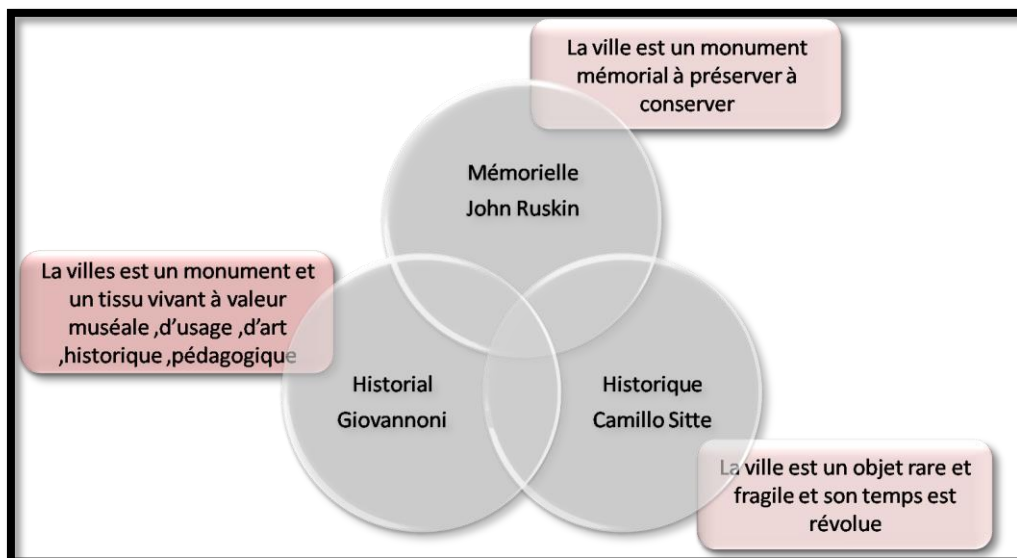 La ville est un monument
mémorial à préserver à
conserver
Mémorielle
John Ruskin
La villes est un monument et
un tissu vivant à valeur
muséale ,d'usage ,d'art
,historique ,pédagogique
Historial
Giovannoni
Historique
Camillo Sitte
La ville est un objet rare et
fragile et son temps est
révolue